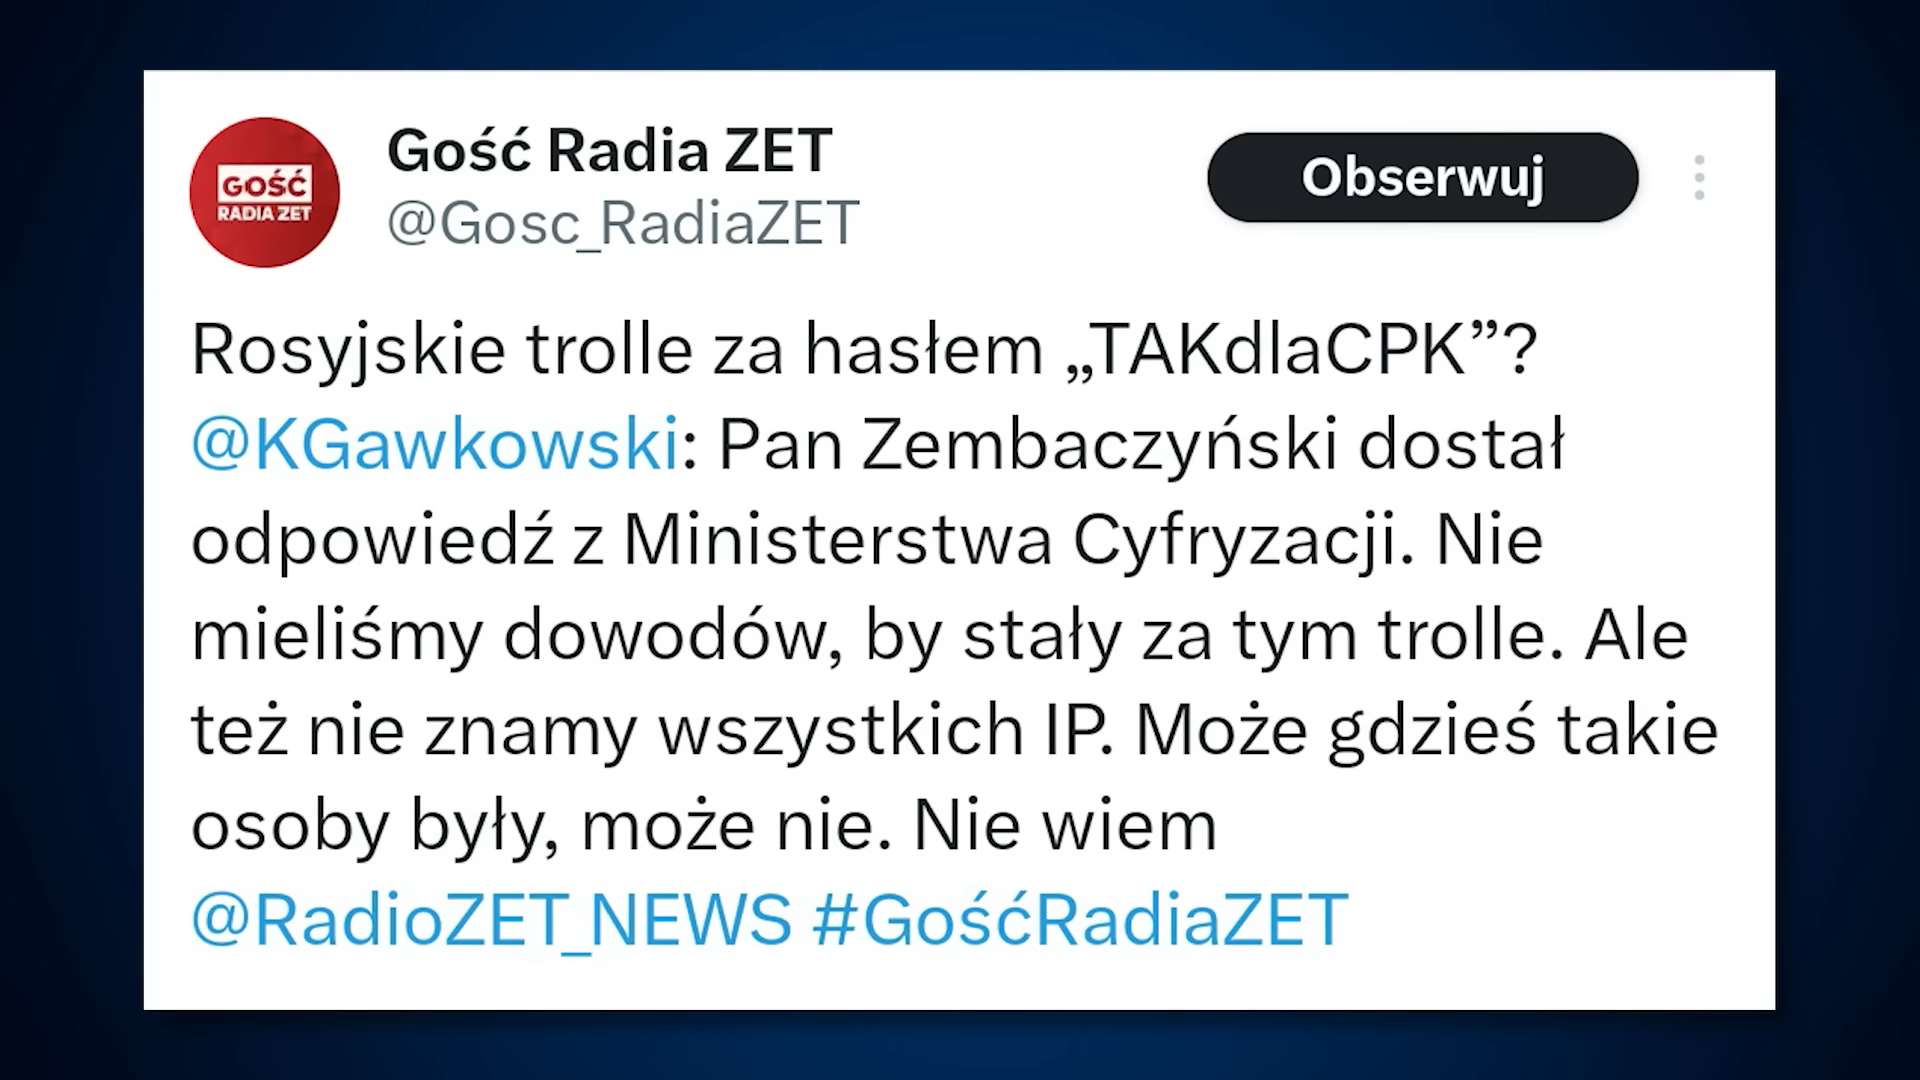 GOŚĆ
RADIA ZET
Gość Radia ZET
@Gosc_RadiaZET
Obserwuj
Rosyjskie trolle za hasłem „TAKdlaCPK”?
@KGawkowski: Pan Zembaczyński dostał
odpowiedź z Ministerstwa Cyfryzacji. Nie
mieliśmy dowodów, by stały za tym trolle. Ale
też nie znamy wszystkich IP. Może gdzieś takie
osoby były, może nie. Nie wiem
@RadioZET_NEWS #GośćRadiaZET